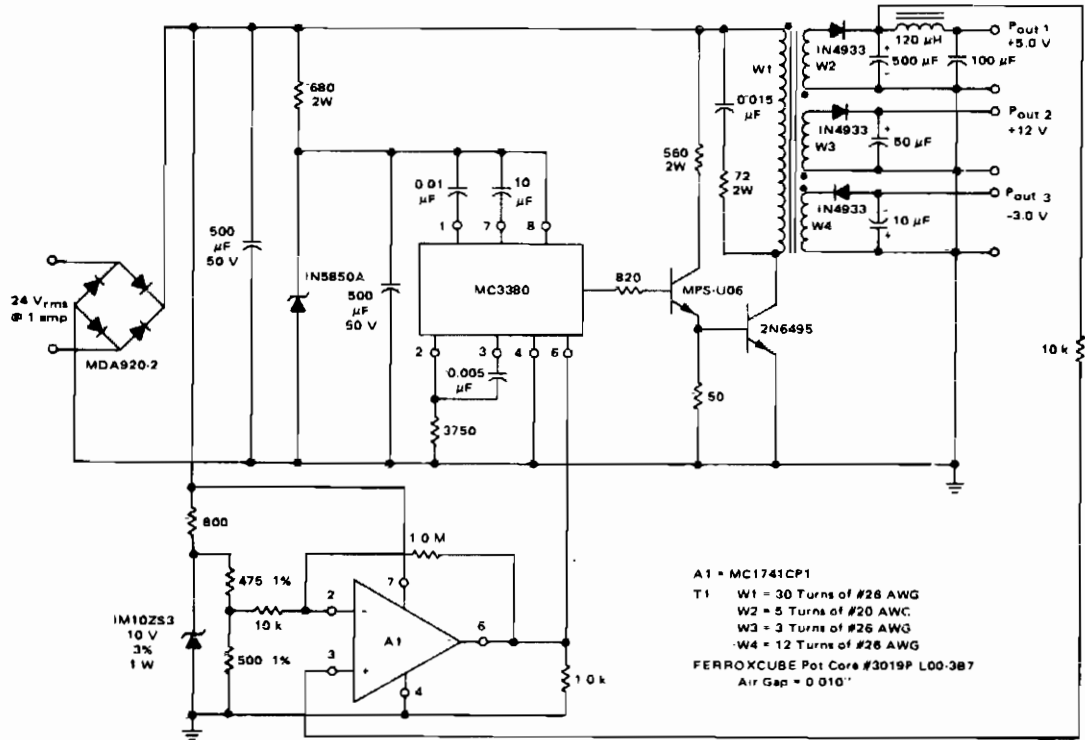 W1
IN4933
W2
120 µH
+
500 µF
-
100 µF
Pout 1
+5.0 V
680
2W
0.015
µF
560
2W
72
2W
IN4933
W3
+
50 µF
Pout 2
+12 V
0.01
µF
10
µF
1
7
8
IN4933
W4
-
10 µF
+
Pout 3
-3.0 V
500
µF
50 V
24 Vrms
@ 1 amp
MDA920-2
IN5850A
500
µF
50 V
MC3380
820
MPS-U06
2N6495
10 k
2
3
4
6
0.005
µF
3750
50
800
475 1%
10 k
1.0 M
7
2
-
A1
6
3
+
4
IM10ZS3
10 V
3%
1 W
500 1%
1.0 k
A1 = MC1741CP1
T1 W1 = 30 Turns of #26 AWG
W2 = 5 Turns of #20 AWG
W3 = 3 Turns of #26 AWG
W4 = 12 Turns of #26 AWG
FERROXCUBE Pot Core #3019P L00-3B7
Air Gap = 0.010"